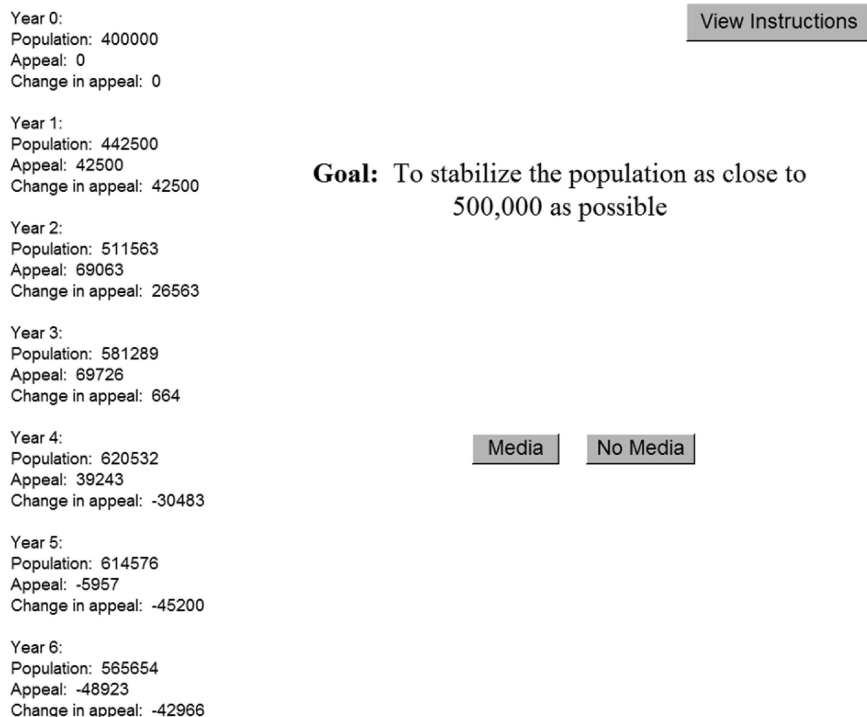 Year 0:
Population: 400000
Appeal: 0
Change in appeal: 0
Year 1:
Population: 442500
Appeal: 42500
Change in appeal: 42500
Year 2:
Population: 511563
Appeal: 69063
Change in appeal: 26563
Year 3:
Population: 581289
Appeal: 69726
Change in appeal: 664
Year 4:
Population: 620532
Appeal: 39243
Change in appeal: -30483
Year 5:
Population: 614576
Appeal: -5957
Change in appeal: -45200
Year 6:
Population: 565654
Appeal: -48923
Change in appeal: -42966
View Instructions
Goal: To stabilize the population as close to
500,000 as possible
Media
No Media